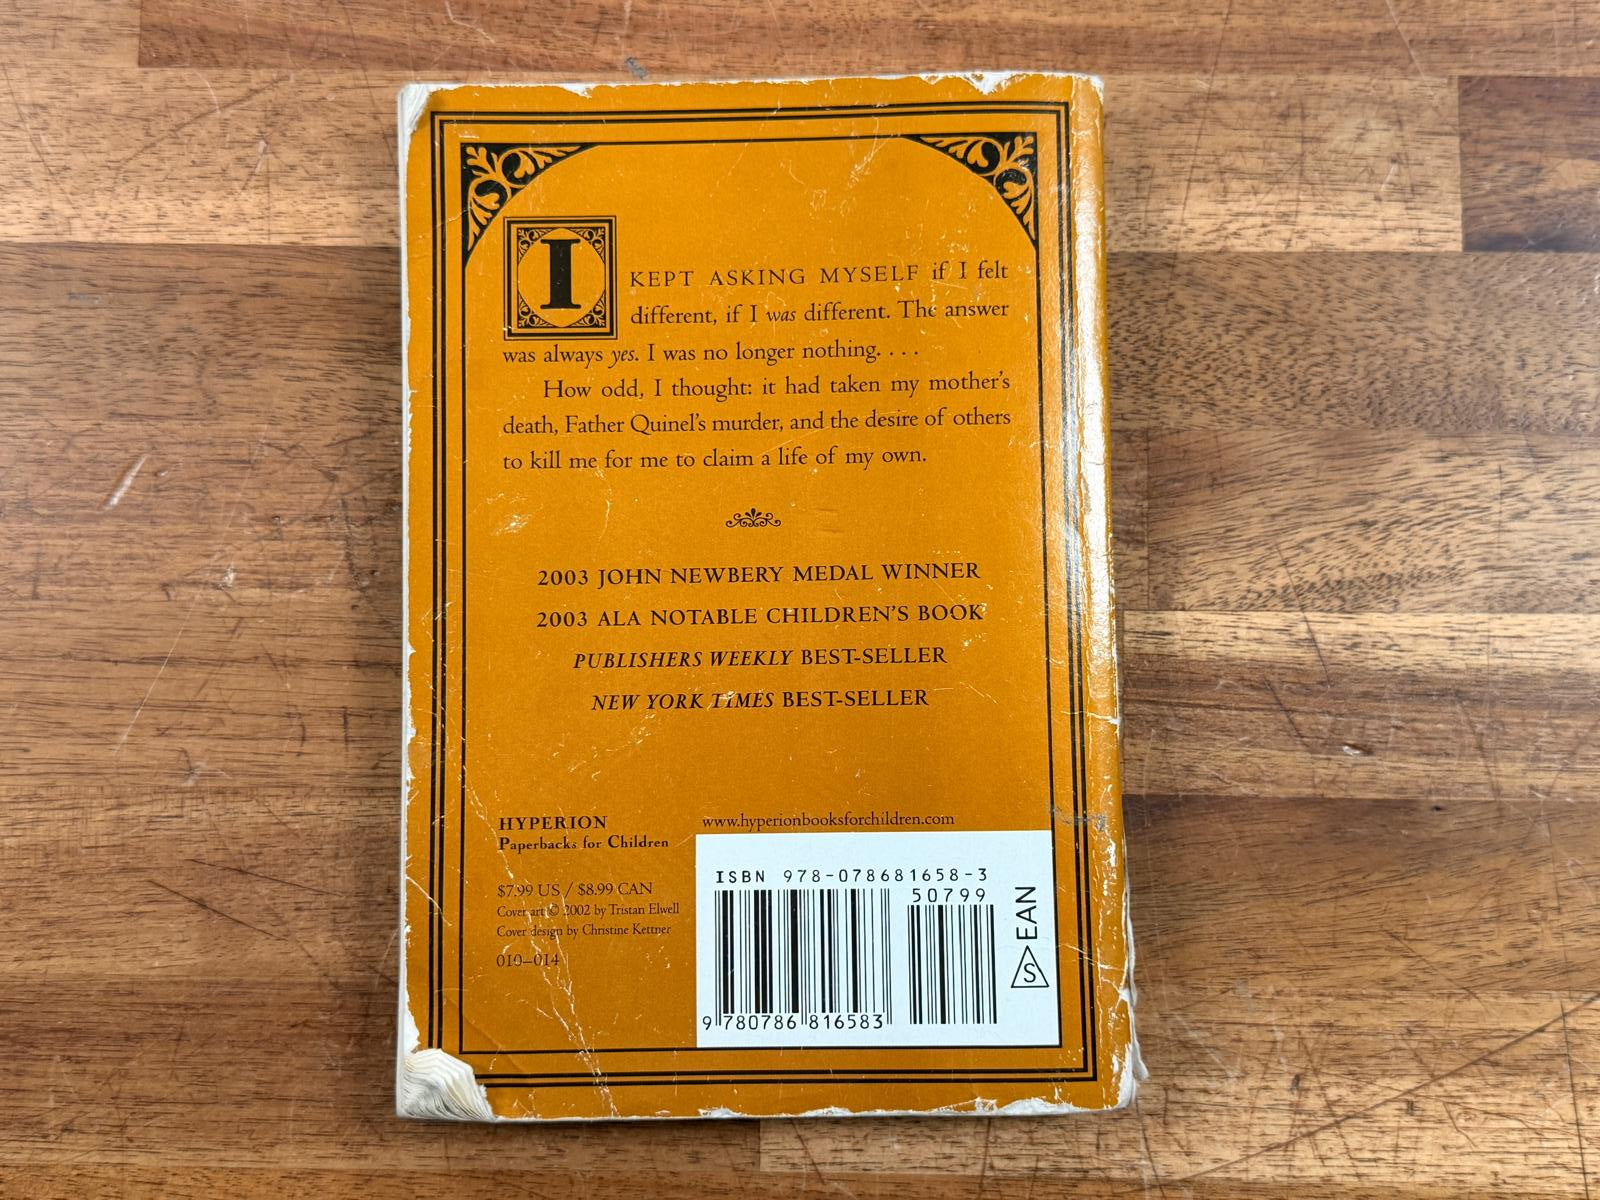 I KEPT ASKING MYSELF if I felt
different, if I was different. The answer
was always yes. I was no longer nothing. . . .
How odd, I thought: it had taken my mother's
death, Father Quinel's murder, and the desire of others
to kill me for me to claim a life of my own.
2003 JOHN NEWBERY MEDAL WINNER
2003 ALA NOTABLE CHILDREN'S BOOK
PUBLISHERS WEEKLY BEST-SELLER
NEW YORK TIMES BEST-SELLER
HYPERION
Paperbacks for Children
$7.99 US / $8.99 CAN
Cover art © 2002 by Tristan Elwell
Cover design by Christine Kettner
010–014
www.hyperionbooksforchildren.com
ISBN 978-078681658-3
50799
9 780786 816583
S EAN